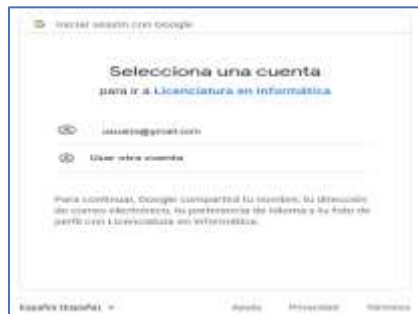 Iniciar sesión con Google
Selecciona una cuenta
para ir a Licenciatura en Informática
usuario@gmail.com
Usar otra cuenta
Para continuar, Google compartirá tu nombre, tu dirección
de correo electrónico, tu preferencia de idioma y tu foto de
perfil con Licenciatura en Informática.
Español (España)
Ayuda Privacidad Términos